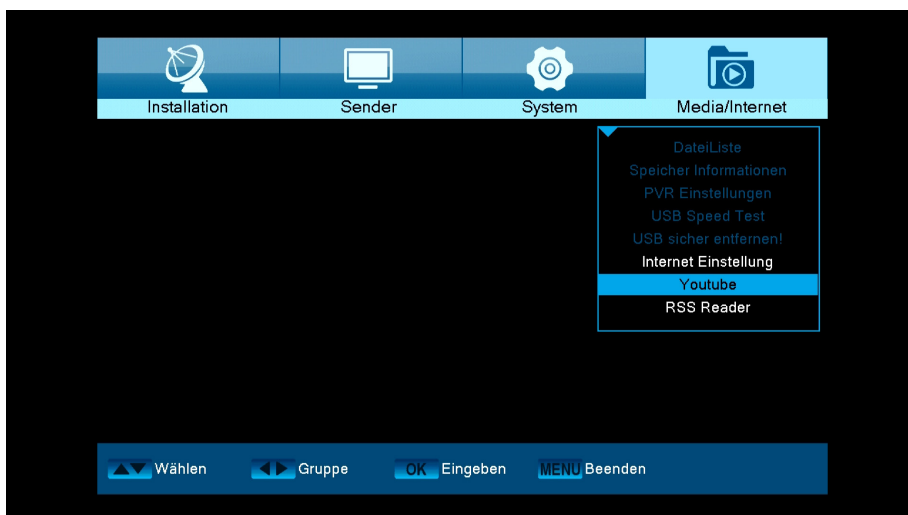 Installation Sender System Media/Internet
DateiListe
Speicher Informationen
PVR Einstellungen
USB Speed Test
USB sicher entfernen!
Internet Einstellung
Youtube
RSS Reader
Wählen Gruppe OK Eingeben MENU Beenden